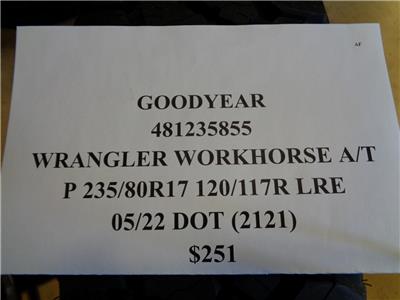 AF
GOODYEAR
481235855
WRANGLER WORKHORSE A/T
P 235/80R17 120/117R LRE
05/22 DOT (2121)
$251